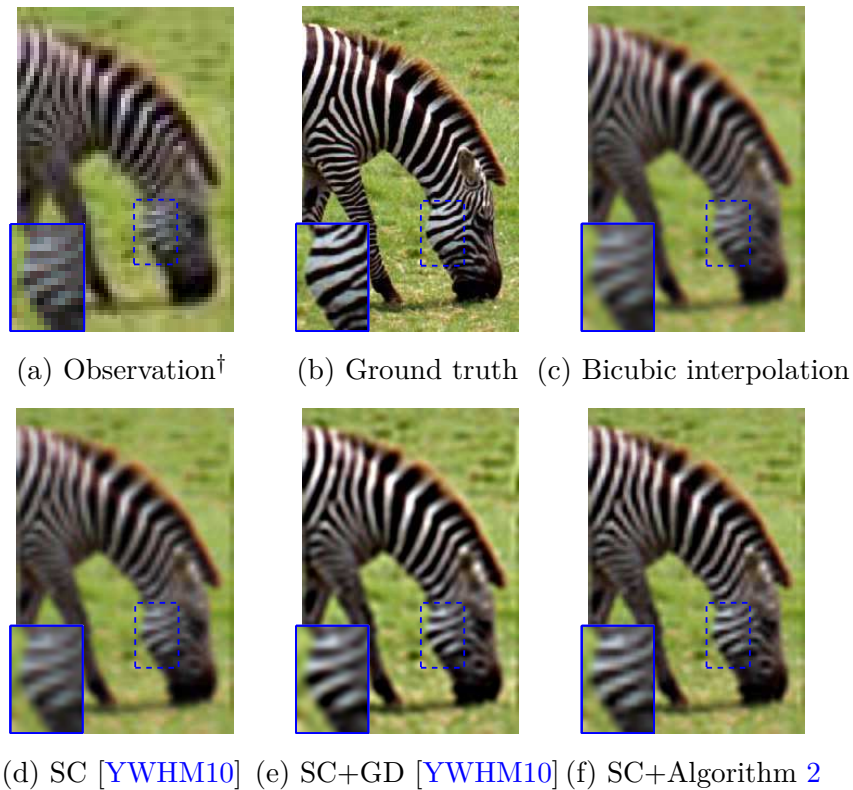 (a) Observation† (b) Ground truth (c) Bicubic interpolation
(d) SC [YWHM10] (e) SC+GD [YWHM10] (f) SC+Algorithm 2